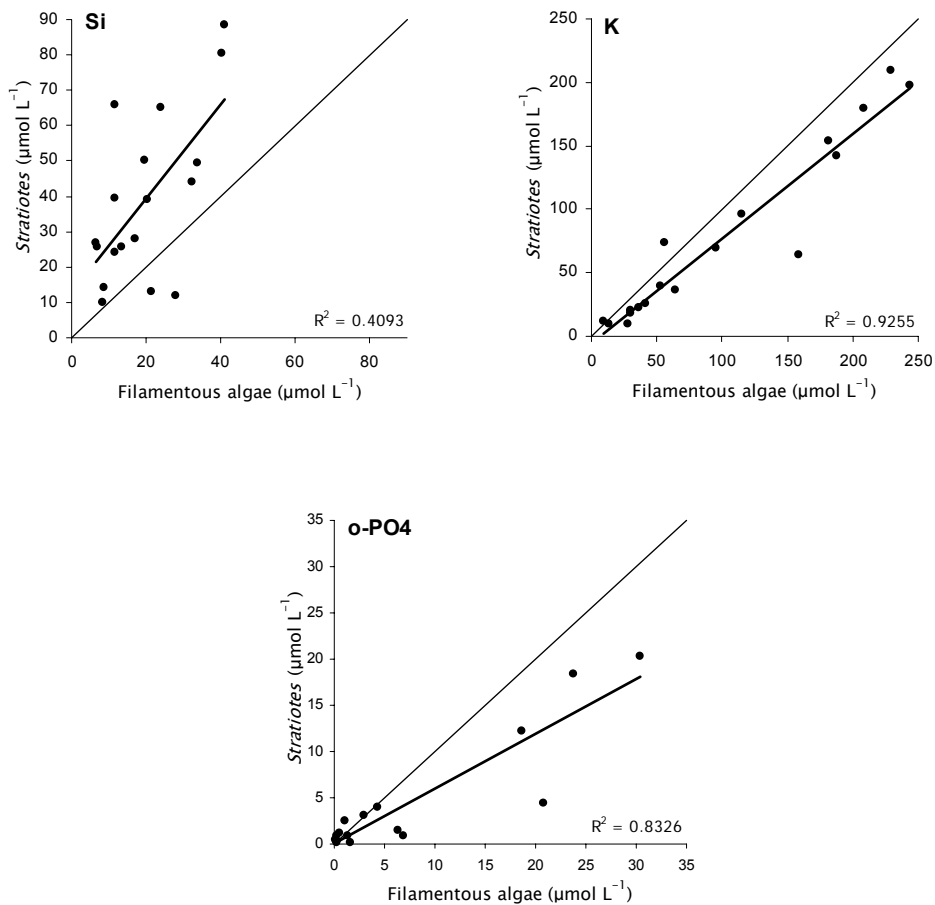 Si
90
80
70
60
50
40
30
20
10
0
Stratiotes (µmol L⁻¹)
R² = 0.4093
0 20 40 60 80
Filamentous algae (µmol L⁻¹)
K
250
200
150
100
50
0
Stratiotes (µmol L⁻¹)
R² = 0.9255
0 50 100 150 200 250
Filamentous algae (µmol L⁻¹)
o-PO4
35
30
25
20
15
10
5
0
Stratiotes (µmol L⁻¹)
R² = 0.8326
0 5 10 15 20 25 30 35
Filamentous algae (µmol L⁻¹)